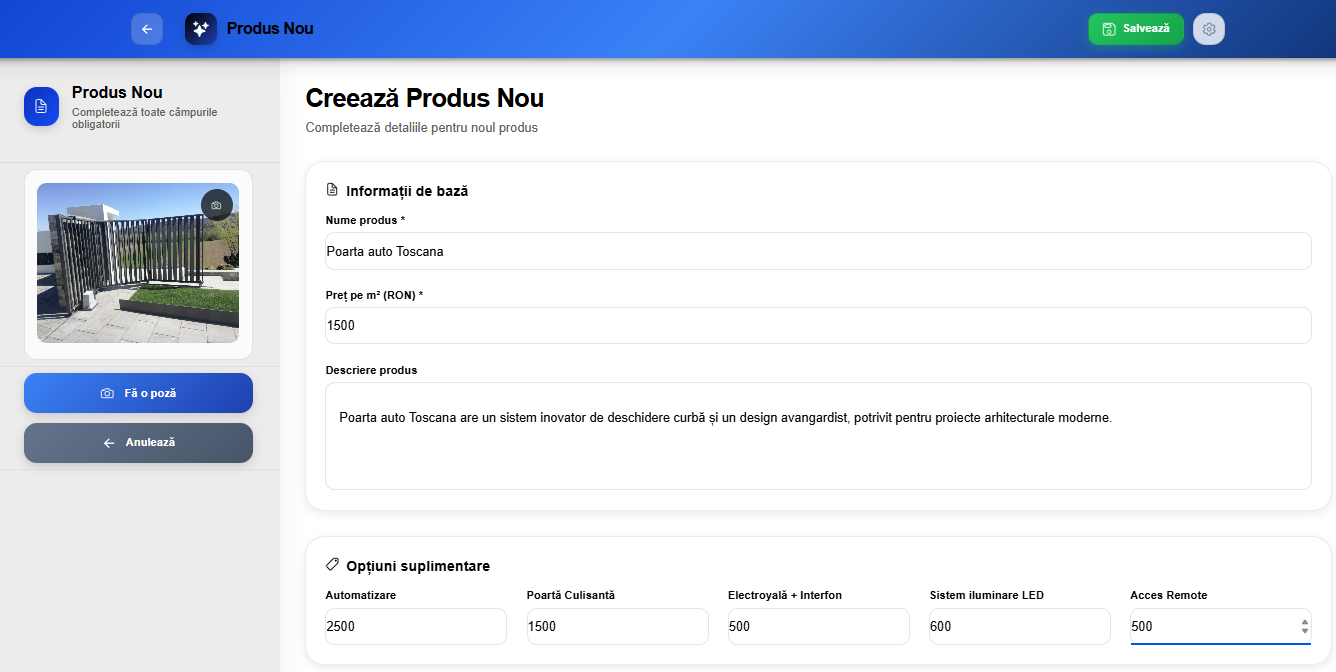 Produs Nou
Salvează
Produs Nou
Completează toate câmpurile
obligatorii
Fă o poză
Anulează
Creează Produs Nou
Completează detaliile pentru noul produs
Informații de bază
Nume produs *
Poarta auto Toscana
Preț pe m² (RON) *
1500
Descriere produs
Poarta auto Toscana are un sistem inovator de deschidere curbă și un design avangardist, potrivit pentru proiecte arhitecturale moderne.
Opțiuni suplimentare
Automatizare Poartă Culisantă Electroyală + Interfon Sistem iluminare LED Acces Remote
2500 1500 500 600 500